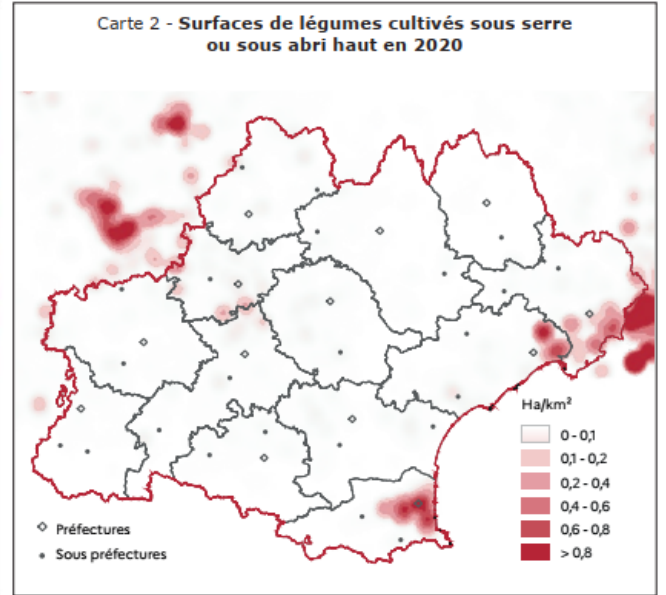 Carte 2 - Surfaces de légumes cultivés sous serre
ou sous abri haut en 2020
Ha/km²
0 - 0,1
0,1 - 0,2
0,2 - 0,4
0,4 - 0,6
0,6 - 0,8
> 0,8
Préfectures
Sous préfectures